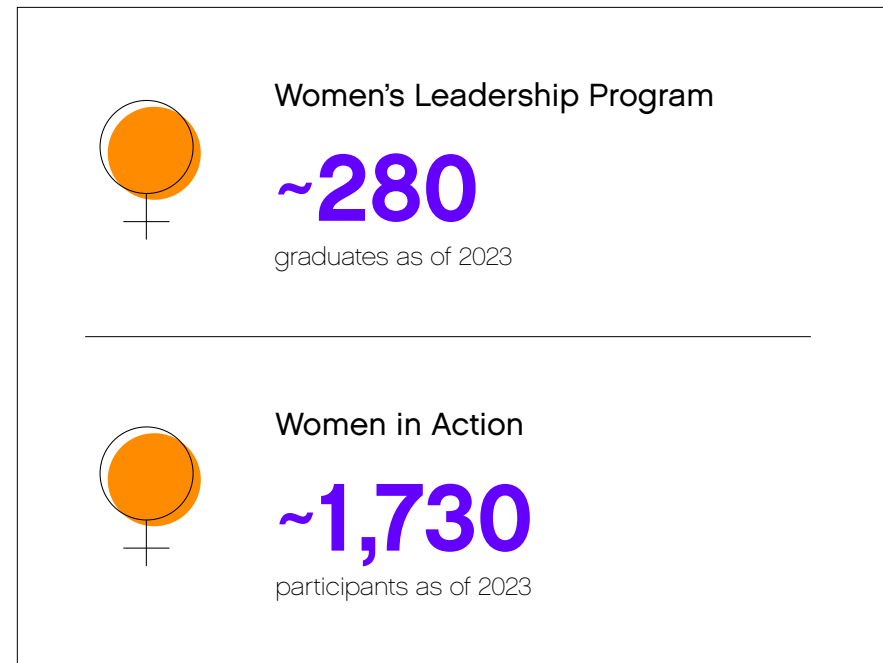 Women’s Leadership Program
~280
graduates as of 2023
Women in Action
~1,730
participants as of 2023